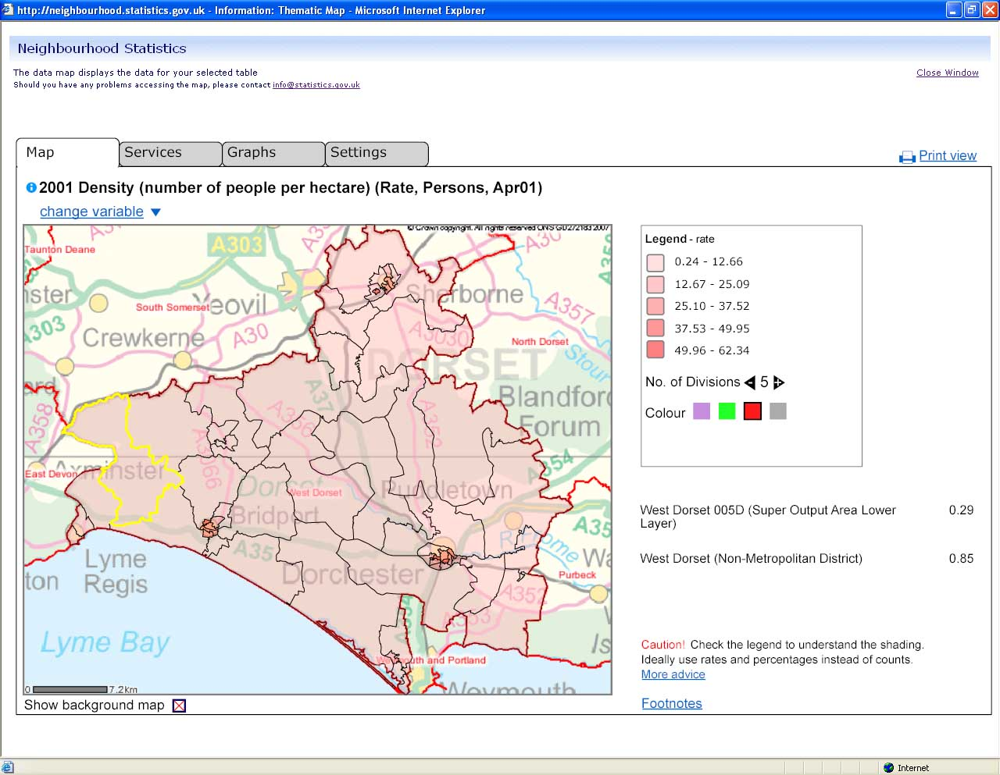 http://neighbourhood.statistics.gov.uk - Information: Thematic Map - Microsoft Internet Explorer
Neighbourhood Statistics
The data map displays the data for your selected table
Close Window
Should you have any problems accessing the map, please contact info@statistics.gov.uk
Map
Services
Graphs
Settings
Print view
2001 Density (number of people per hectare) (Rate, Persons, Apr01)
change variable
© Crown copyright. All rights reserved ONS GD272183 2007
Taunton Deane
A303
A30
nster
South Somerset
Yeovil
Sherborne
A357
A303
Crewkerne
A30
A3030
North Dorset
DORSET
Stour
ard
A358
A37
A356
A352
Blandford
Forum
A3066
A354
East Devon
Axminster
Dorset
West Dorset
Puddletown
Bridport
A35
A35
R Frome
Lyme
Regis
Dorchester
Wa
Purbeck
ton
A352
A354
A353
Lyme Bay
Is
Weymouth and Portland
Weymouth
0
7.2km
Show background map
Legend - rate
0.24 - 12.66
12.67 - 25.09
25.10 - 37.52
37.53 - 49.95
49.96 - 62.34
No. of Divisions
5
Colour
West Dorset 005D (Super Output Area Lower
Layer)
0.29
West Dorset (Non-Metropolitan District)
0.85
Caution! Check the legend to understand the shading.
Ideally use rates and percentages instead of counts.
More advice
Footnotes
Internet